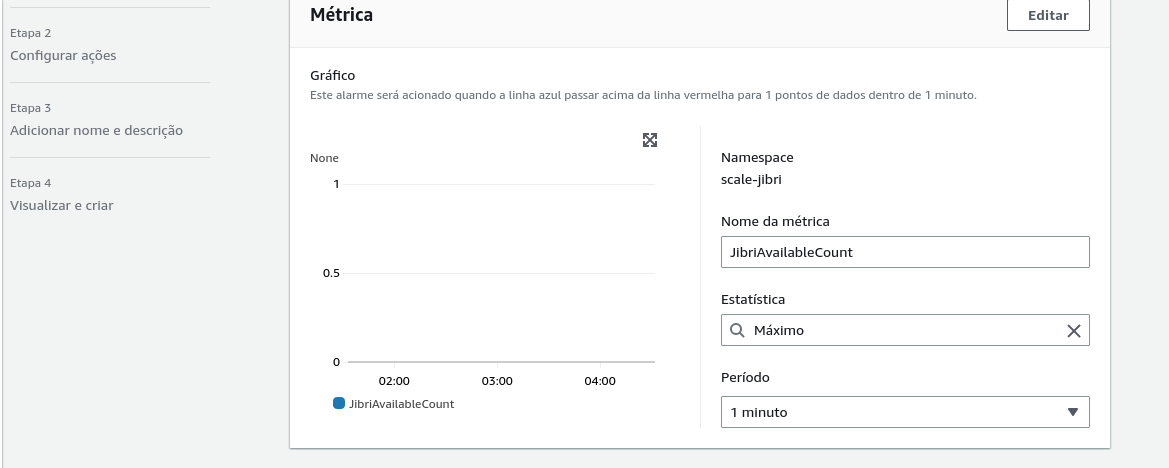 Métrica
Editar
Etapa 2
Configurar ações
Etapa 3
Adicionar nome e descrição
Etapa 4
Visualizar e criar
Gráfico
Este alarme será acionado quando a linha azul passar acima da linha vermelha para 1 pontos de dados dentro de 1 minuto.
None
1
0.5
0
02:00 03:00 04:00
JibriAvailableCount
Namespace
scale-jibri
Nome da métrica
JibriAvailableCount
Estatística
Máximo
Período
1 minuto